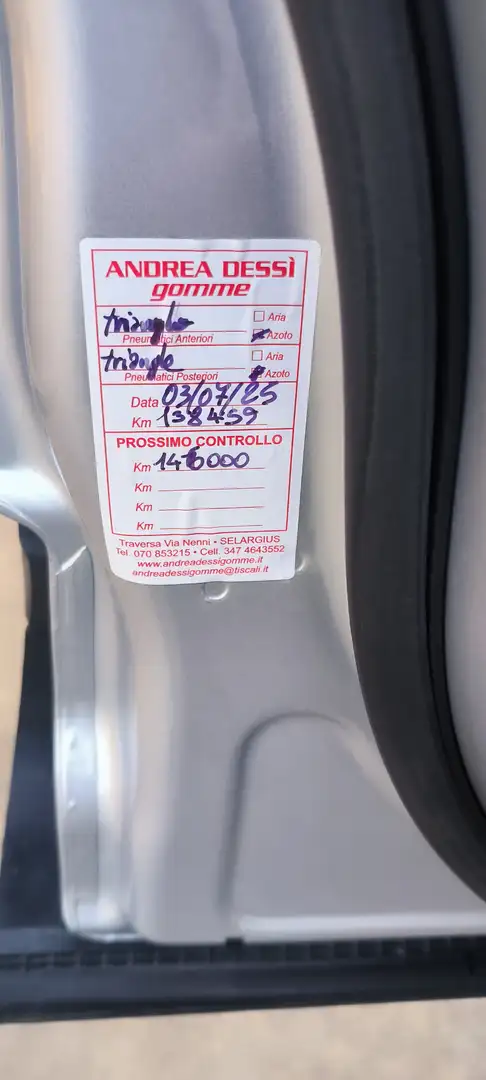 ANDREA DESSÌ
gomme
triangle Aria
Pneumatici Anteriori Azoto
triangle Aria
Pneumatici Posteriori Azoto
Data 03/07/25
Km 138459
PROSSIMO CONTROLLO
Km 146000
Km
Km
Km
Traversa Via Nenni • SELARGIUS
Tel. 070 853215 • Cell. 347 4643552
www.andreadessigomme.it
andreadessigomme@tiscali.it